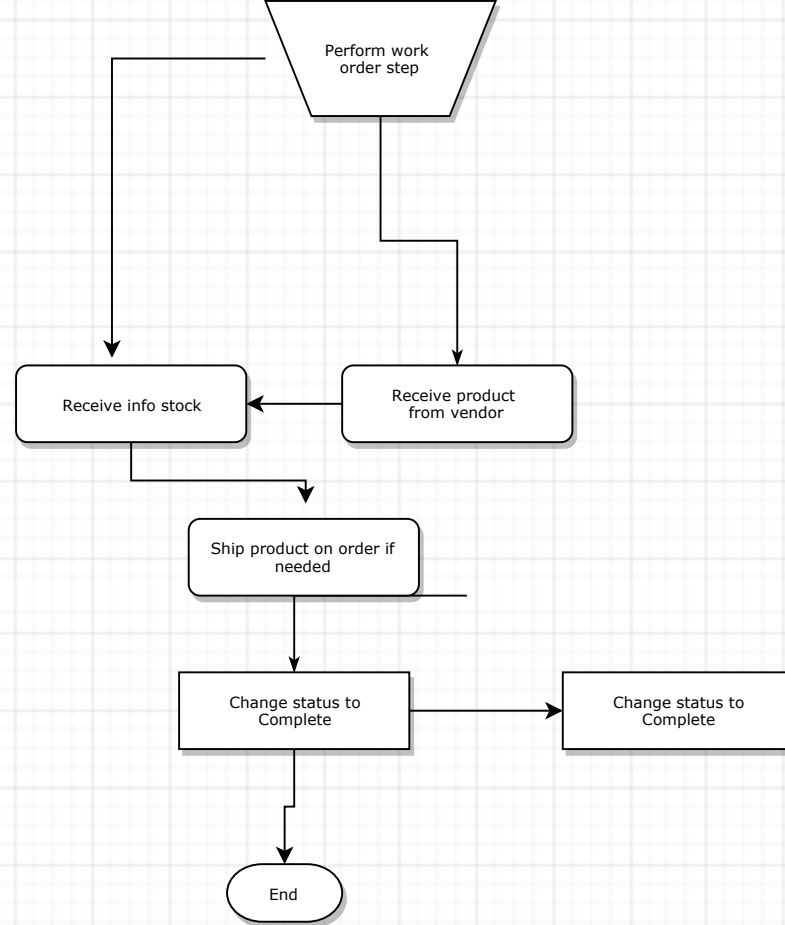 Perform work
order step
Receive info stock
Receive product
from vendor
Ship product on order if
needed
Change status to
Complete
Change status to
Complete
End